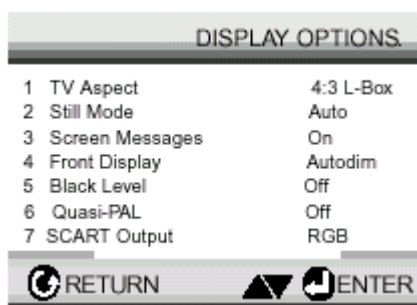 DISPLAY OPTIONS
1 TV Aspect 4:3 L-Box
2 Still Mode Auto
3 Screen Messages On
4 Front Display Autodim
5 Black Level Off
6 Quasi-PAL Off
7 SCART Output RGB
RETURN ENTER